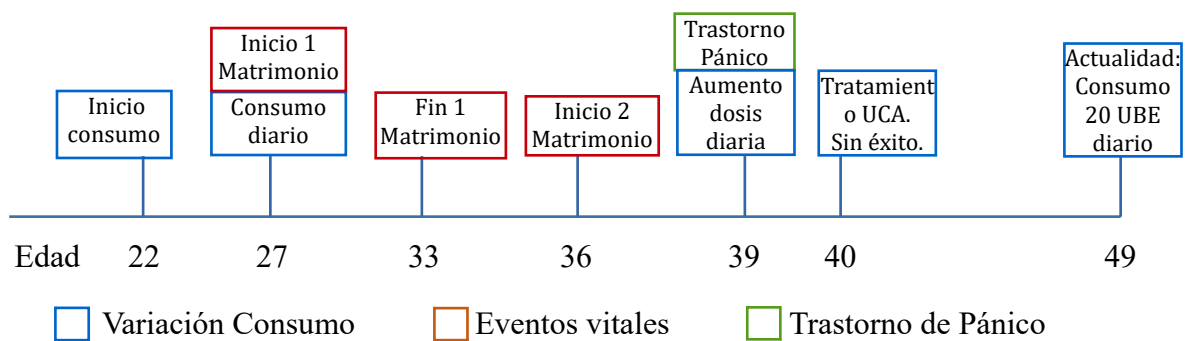 Inicio
consumo
Inicio 1
Matrimonio
Consumo
diario
Fin 1
Matrimonio
Inicio 2
Matrimonio
Trastorno
Pánico
Aumento
dosis
diaria
Tratamient
o UCA.
Sin éxito.
Actualidad:
Consumo
20 UBE
diario
Edad 22 27 33 36 39 40 49
Variación Consumo Eventos vitales Trastorno de Pánico